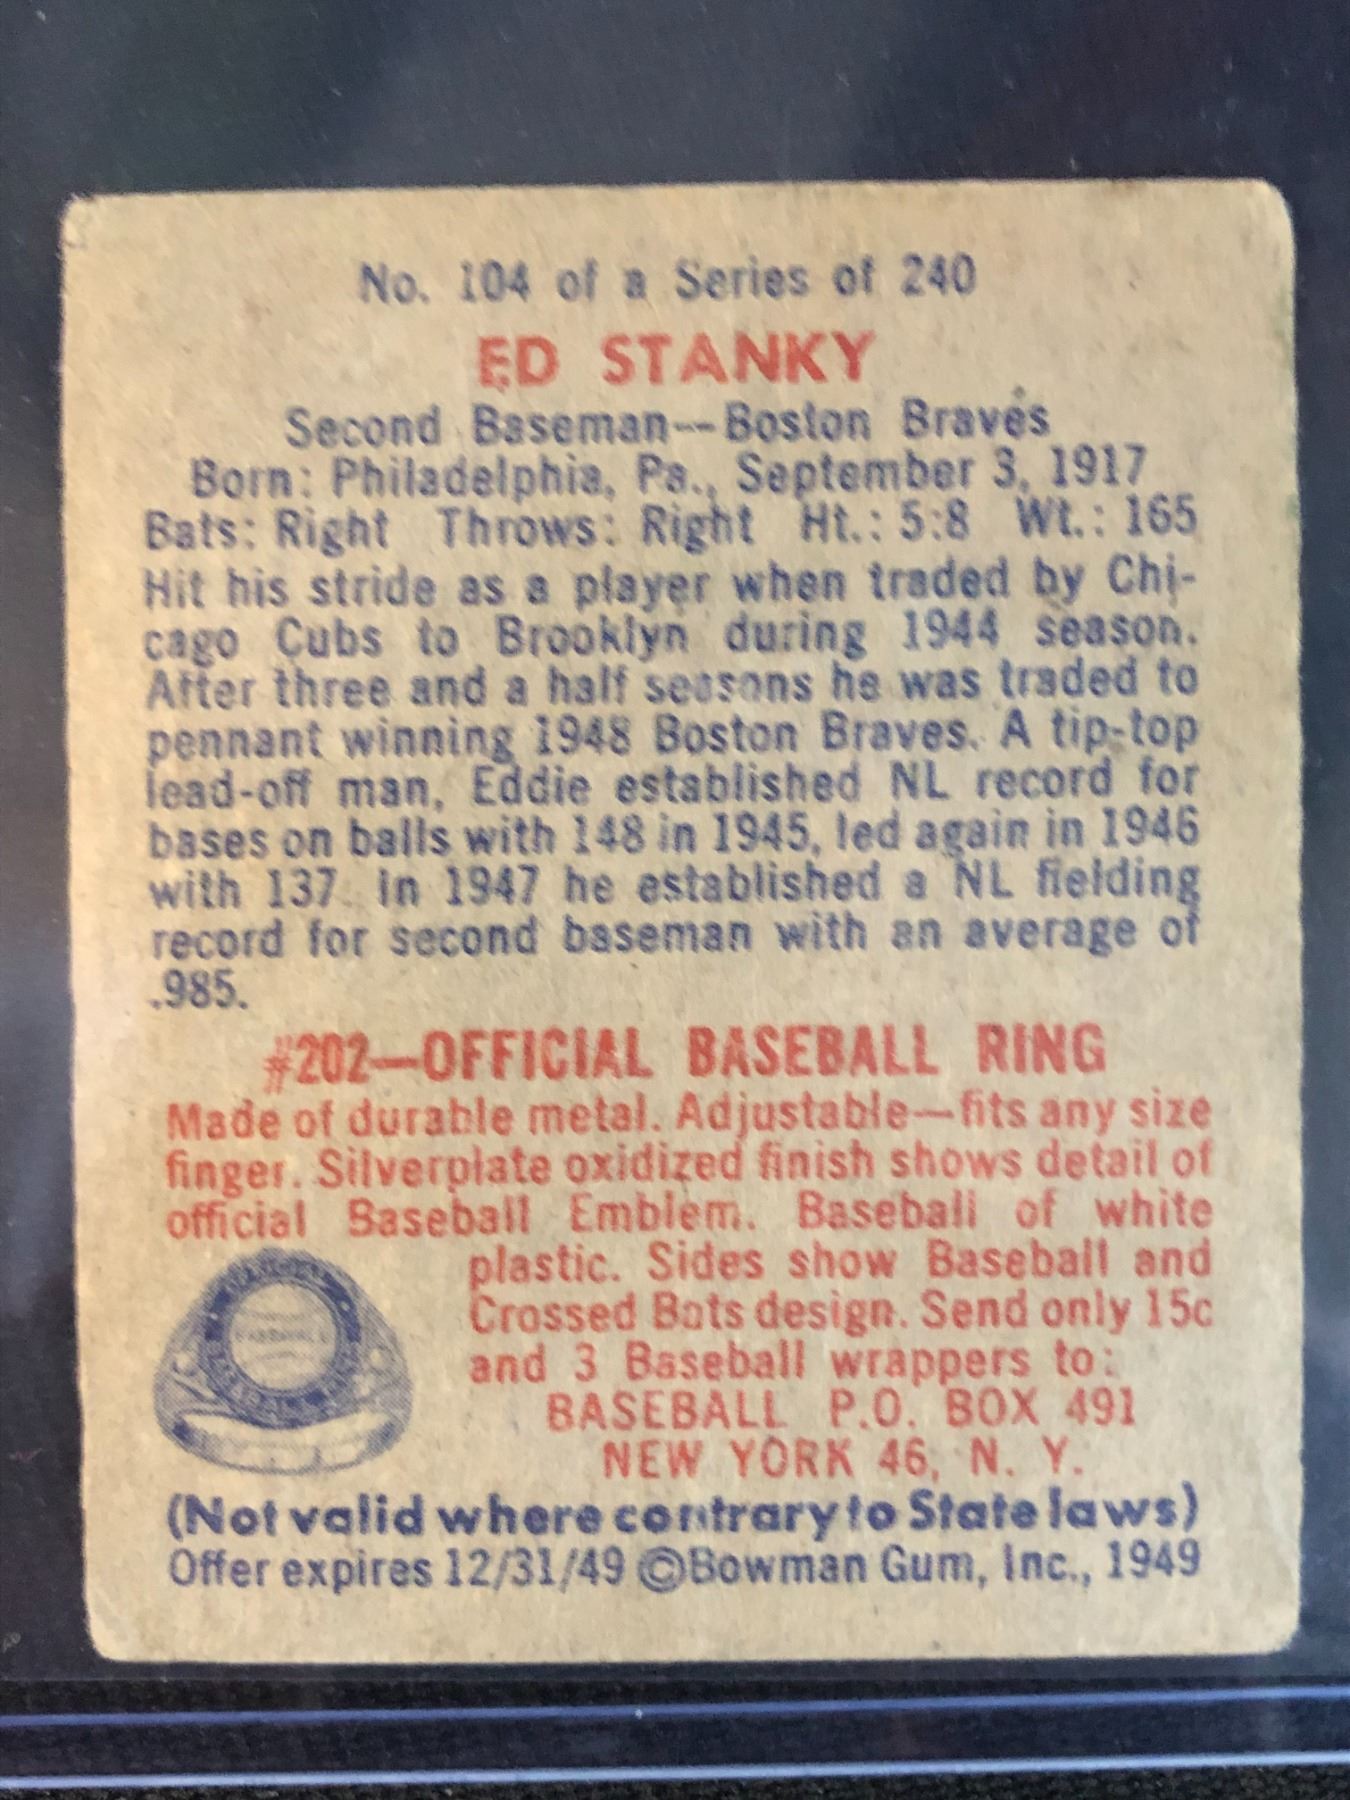 No. 104 of a Series of 240
ED STANKY
Second Baseman--Boston Braves
Born: Philadelphia, Pa., September 3, 1917
Bats: Right Throws: Right Ht.: 5:8 Wt.: 165
Hit his stride as a player when traded by Chi-
cago Cubs to Brooklyn during 1944 season.
After three and a half seasons he was traded to
pennant winning 1948 Boston Braves. A tip-top
lead-off man, Eddie established NL record for
bases on balls with 148 in 1945, led again in 1946
with 137. In 1947 he established a NL fielding
record for second baseman with an average of
.985.
#202—OFFICIAL BASEBALL RING
Made of durable metal. Adjustable—fits any size
finger. Silverplate oxidized finish shows detail of
official Baseball Emblem. Baseball of white
plastic. Sides show Baseball and
Crossed Bats design. Send only 15c
and 3 Baseball wrappers to:
BASEBALL P.O. BOX 491
NEW YORK 46, N. Y.
(Not valid where contrary to State laws)
Offer expires 12/31/49 ©Bowman Gum, Inc., 1949